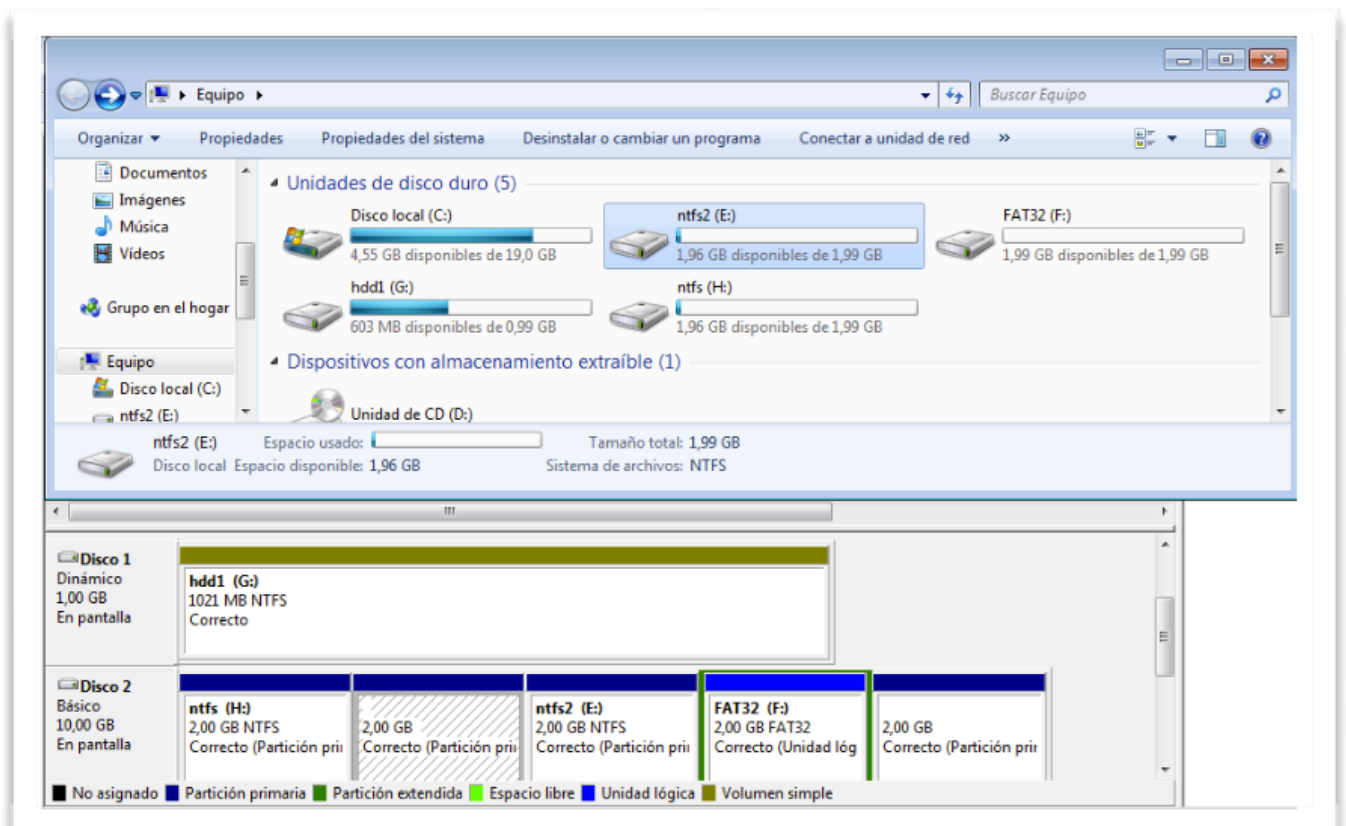 Equipo
Buscar Equipo
Organizar Propiedades Propiedades del sistema Desinstalar o cambiar un programa Conectar a unidad de red »
Documentos
Imágenes
Música
Vídeos
Grupo en el hogar
Equipo
Disco local (C:)
ntfs2 (E:)
Unidades de disco duro (5)
Disco local (C:)
4,55 GB disponibles de 19,0 GB
ntfs2 (E:)
1,96 GB disponibles de 1,99 GB
FAT32 (F:)
1,99 GB disponibles de 1,99 GB
hdd1 (G:)
603 MB disponibles de 0,99 GB
ntfs (H:)
1,96 GB disponibles de 1,99 GB
Dispositivos con almacenamiento extraíble (1)
Unidad de CD (D:)
ntfs2 (E:) Espacio usado: Tamaño total: 1,99 GB
Disco local Espacio disponible: 1,96 GB Sistema de archivos: NTFS
Disco 1
Dinámico
1,00 GB
En pantalla
hdd1 (G:)
1021 MB NTFS
Correcto
Disco 2
Básico
10,00 GB
En pantalla
ntfs (H:)
2,00 GB NTFS
Correcto (Partición pri
2,00 GB
Correcto (Partición pri
ntfs2 (E:)
2,00 GB NTFS
Correcto (Partición pri
FAT32 (F:)
2,00 GB FAT32
Correcto (Unidad lóg
2,00 GB
Correcto (Partición pri
No asignado Partición primaria Partición extendida Espacio libre Unidad lógica Volumen simple